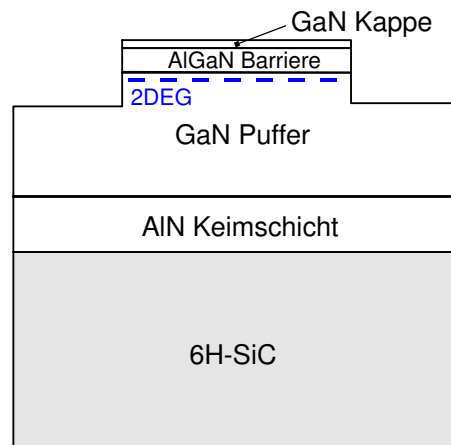 GaN Kappe
AlGaN Barriere
2DEG
GaN Puffer
AlN Keimschicht
6H-SiC